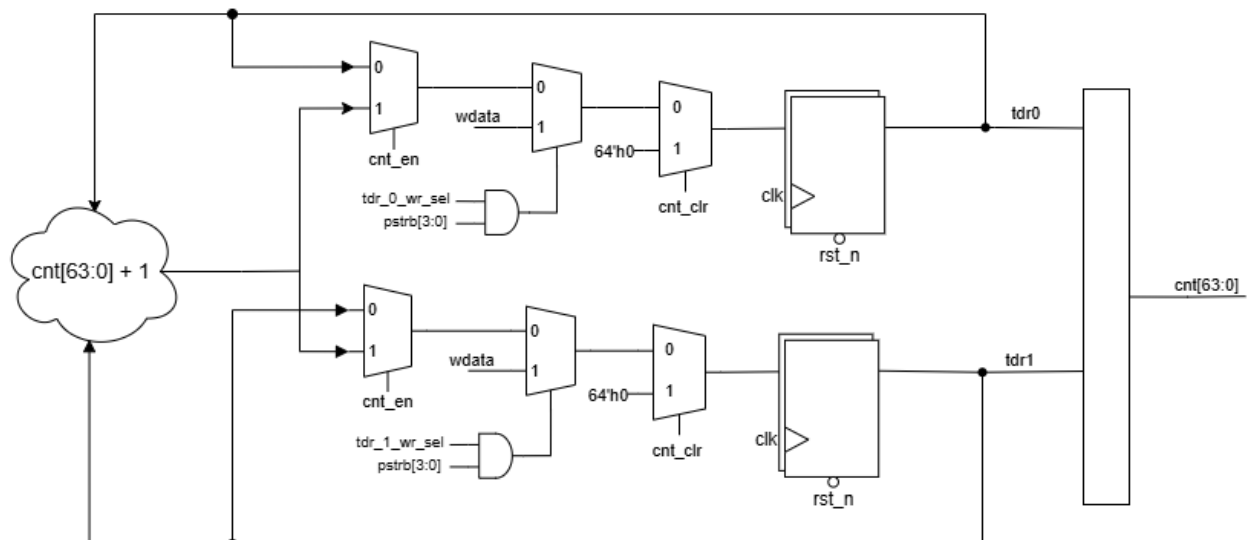 0
1
cnt_en
wdata
0
1
tdr_0_wr_sel
pstrb[3:0]
64'h0
0
1
cnt_clr
clk
rst_n
tdr0
cnt[63:0] + 1
cnt[63:0]
0
1
cnt_en
wdata
0
1
tdr_1_wr_sel
pstrb[3:0]
64'h0
0
1
cnt_clr
clk
rst_n
tdr1